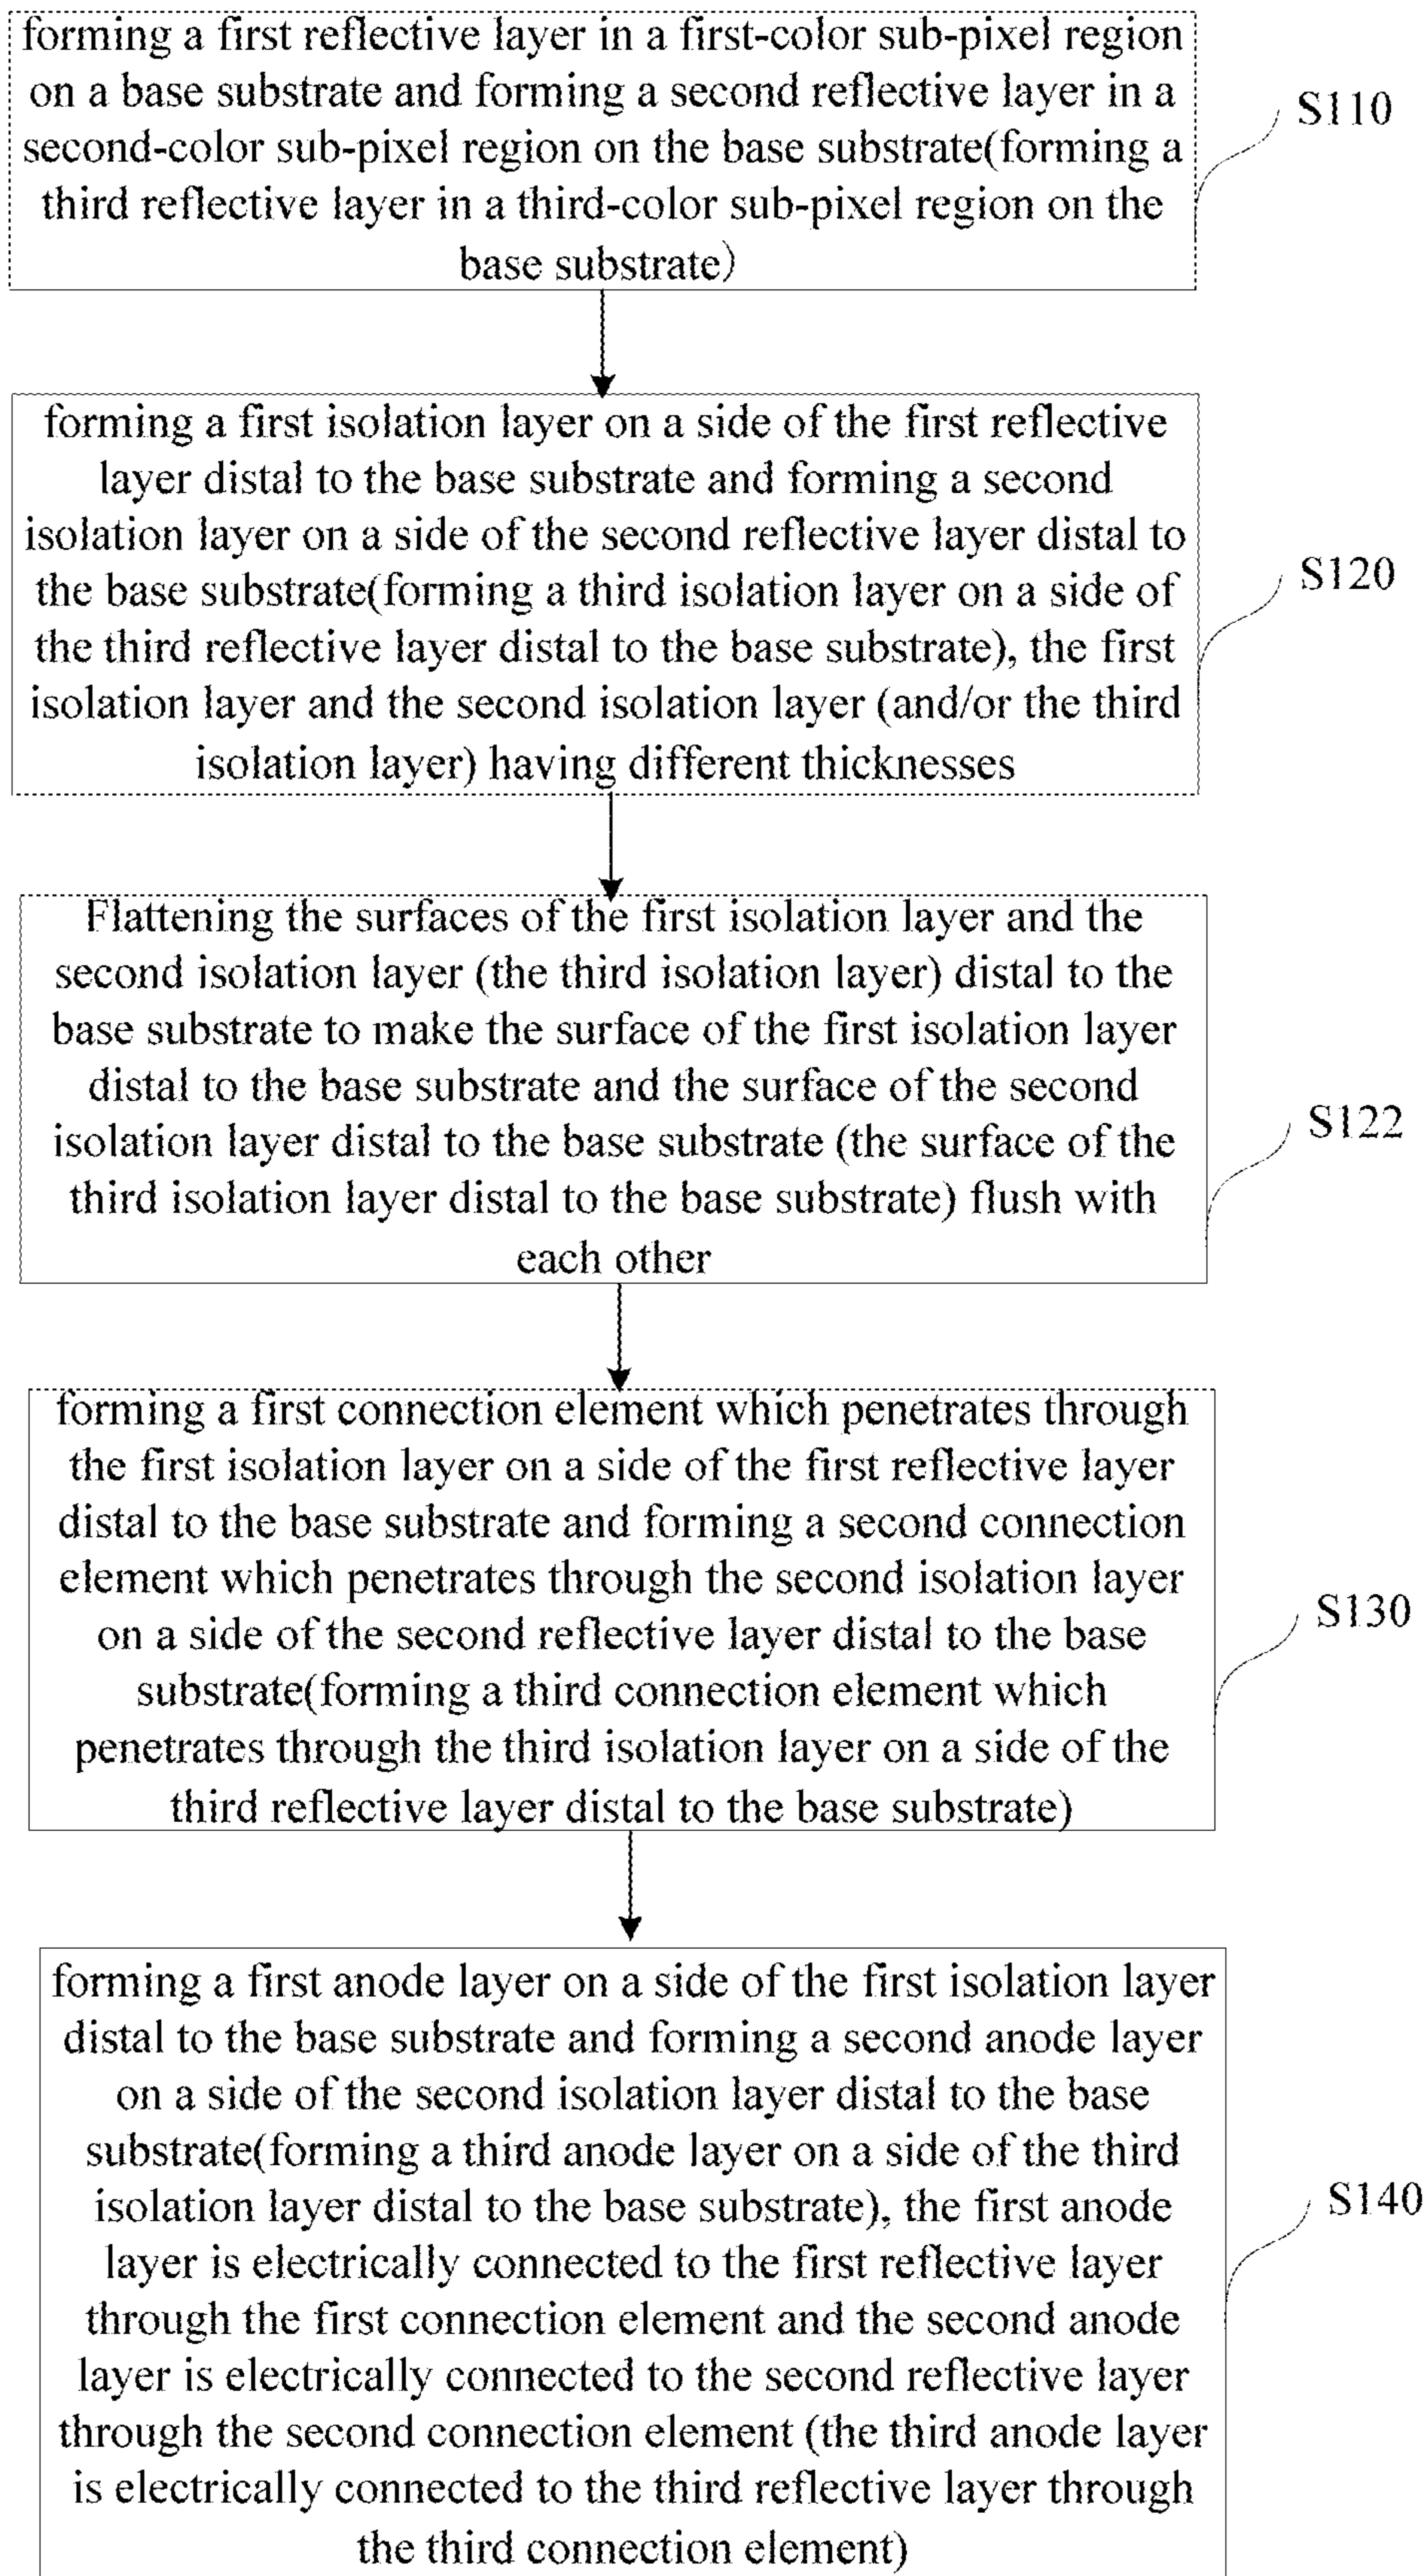 forming a first reflective layer in a first-color sub-pixel region
on a base substrate and forming a second reflective layer in a
second-color sub-pixel region on the base substrate(forming a
third reflective layer in a third-color sub-pixel region on the
base substrate)
S110
forming a first isolation layer on a side of the first reflective
layer distal to the base substrate and forming a second
isolation layer on a side of the second reflective layer distal to
the base substrate(forming a third isolation layer on a side of
the third reflective layer distal to the base substrate), the first
isolation layer and the second isolation layer (and/or the third
isolation layer) having different thicknesses
S120
Flattening the surfaces of the first isolation layer and the
second isolation layer (the third isolation layer) distal to the
base substrate to make the surface of the first isolation layer
distal to the base substrate and the surface of the second
isolation layer distal to the base substrate (the surface of the
third isolation layer distal to the base substrate) flush with
each other
S122
forming a first connection element which penetrates through
the first isolation layer on a side of the first reflective layer
distal to the base substrate and forming a second connection
element which penetrates through the second isolation layer
on a side of the second reflective layer distal to the base
substrate(forming a third connection element which
penetrates through the third isolation layer on a side of the
third reflective layer distal to the base substrate)
S130
forming a first anode layer on a side of the first isolation layer
distal to the base substrate and forming a second anode layer
on a side of the second isolation layer distal to the base
substrate(forming a third anode layer on a side of the third
isolation layer distal to the base substrate), the first anode
layer is electrically connected to the first reflective layer
through the first connection element and the second anode
layer is electrically connected to the second reflective layer
through the second connection element (the third anode layer
is electrically connected to the third reflective layer through
the third connection element)
S140